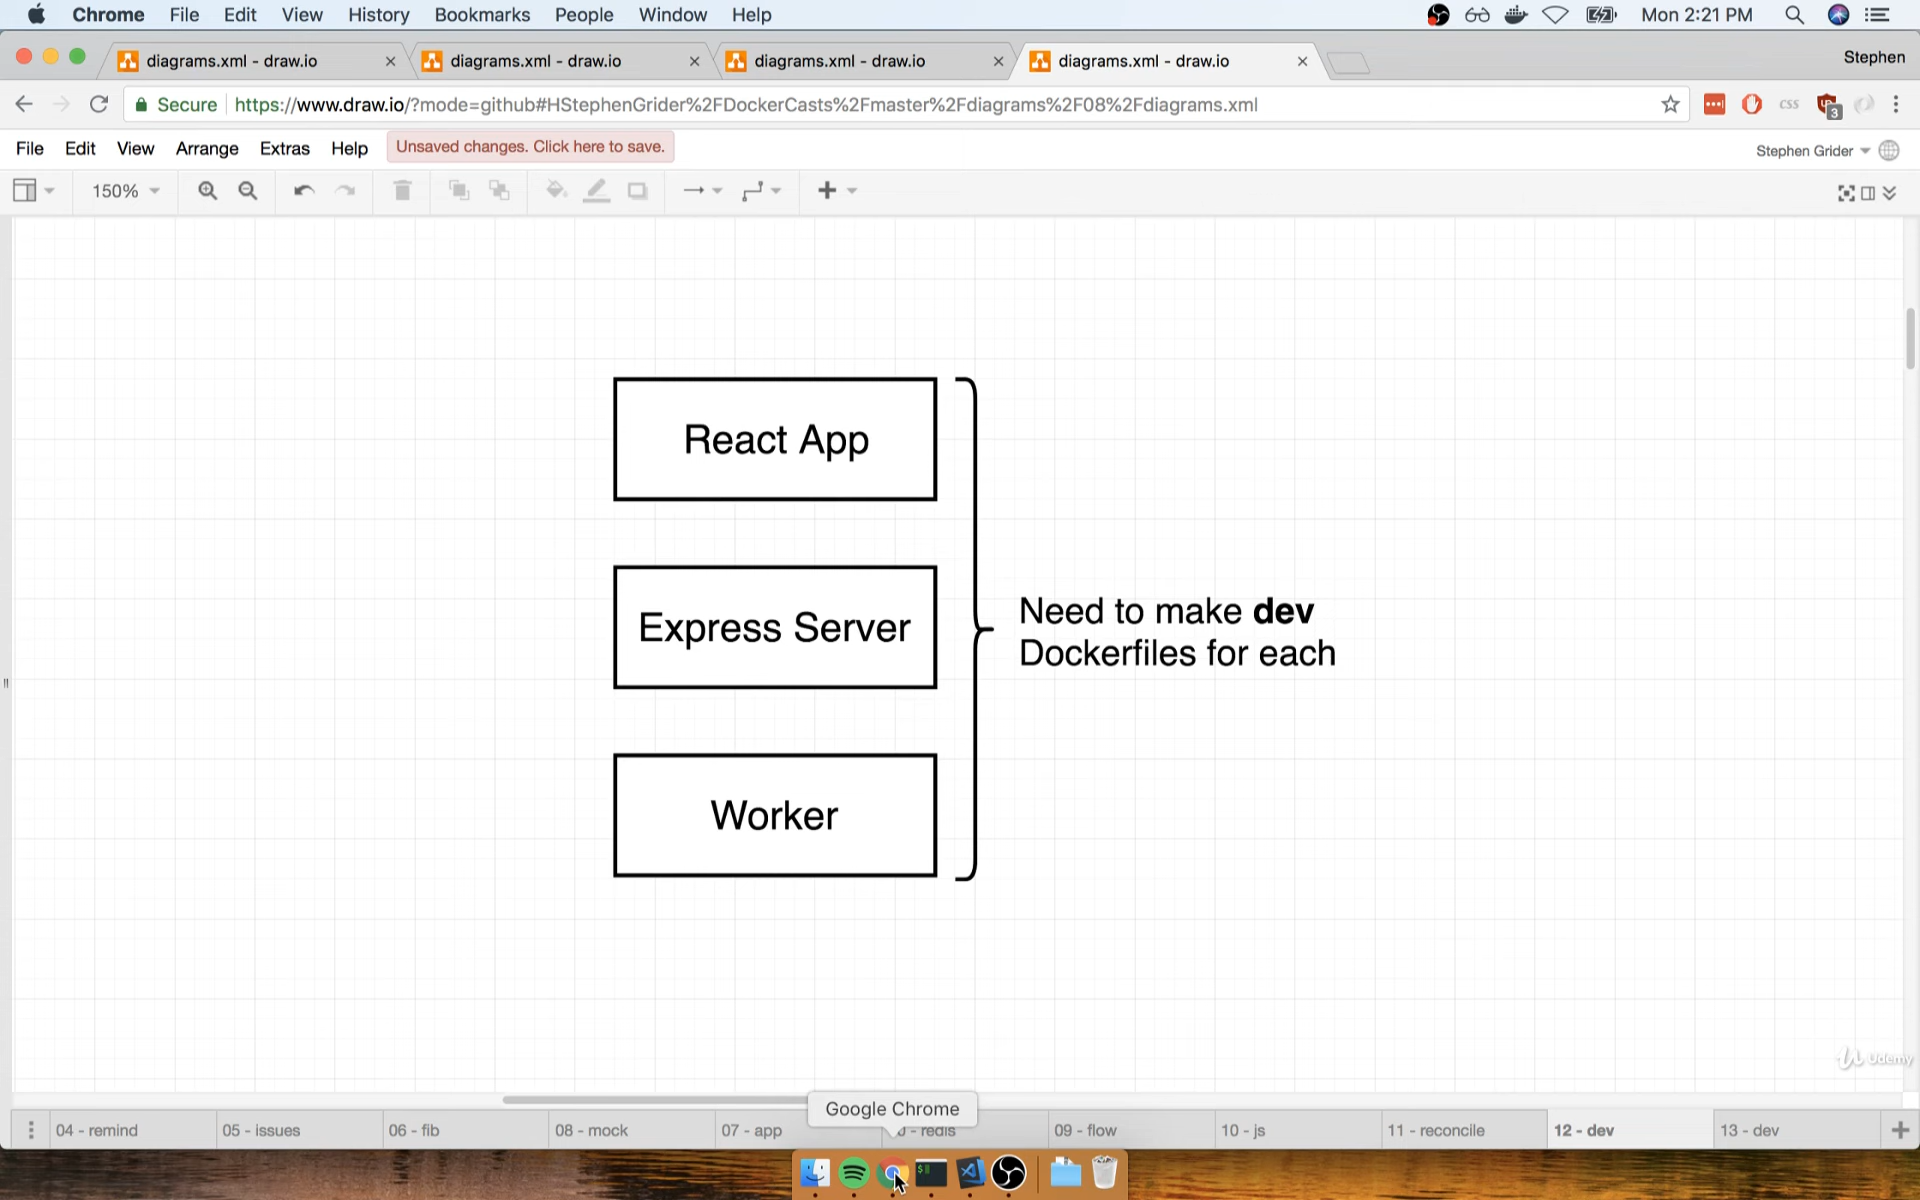 Chrome File Edit View History Bookmarks People Window Help Mon 2:21 PM
diagrams.xml - draw.io diagrams.xml - draw.io diagrams.xml - draw.io diagrams.xml - draw.io Stephen
Secure https://www.draw.io/?mode=github#HStephenGrider%2FDockerCasts%2Fmaster%2Fdiagrams%2F08%2Fdiagrams.xml CSS 3
File Edit View Arrange Extras Help Unsaved changes. Click here to save. Stephen Grider
150%
React App
Express Server
Need to make dev
Dockerfiles for each
Worker
Udemy
Google Chrome
04 - remind 05 - issues 06 - fib 08 - mock 07 - app - redis 09 - flow 10 - js 11 - reconcile 12 - dev 13 - dev